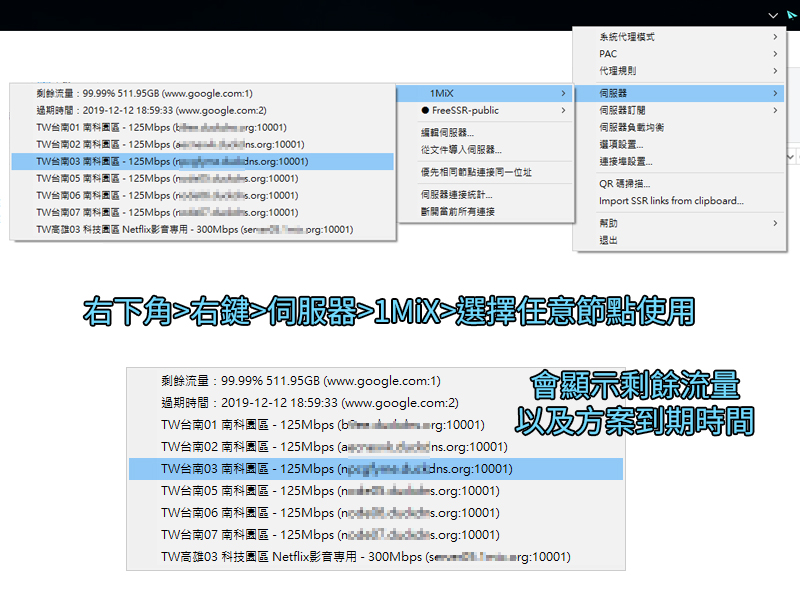 系統代理模式
PAC
代理規則
伺服器
伺服器訂閱
伺服器負載均衡
選項設置...
連接埠設置...
QR 碼掃描...
Import SSR links from clipboard...
幫助
退出
1MiX
FreeSSR-public
編輯伺服器...
從文件導入伺服器...
優先相同節點連接同一位址
伺服器連接統計...
斷開當前所有連接
剩餘流量：99.99% 511.95GB (www.google.com:1)
過期時間：2019-12-12 18:59:33 (www.google.com:2)
TW台南01 南科園區 - 125Mbps (b org:10001)
TW台南02 南科園區 - 125Mbps (a dns.org:10001)
TW台南03 南科園區 - 125Mbps (n dns.org:10001)
TW台南05 南科園區 - 125Mbps (n s.org:10001)
TW台南06 南科園區 - 125Mbps (n s.org:10001)
TW台南07 南科園區 - 125Mbps (n s.org:10001)
TW高雄03 科技園區 Netflix影音專用 - 300Mbps (ser org:10001)
右下角>右鍵>伺服器>1MiX>選擇任意節點使用
會顯示剩餘流量
以及方案到期時間
剩餘流量：99.99% 511.95GB (www.google.com:1)
過期時間：2019-12-12 18:59:33 (www.google.com:2)
TW台南01 南科園區 - 125Mbps (b rg:10001)
TW台南02 南科園區 - 125Mbps (a dns.org:10001)
TW台南03 南科園區 - 125Mbps (n dns.org:10001)
TW台南05 南科園區 - 125Mbps (n s.org:10001)
TW台南06 南科園區 - 125Mbps (n s.org:10001)
TW台南07 南科園區 - 125Mbps (n s.org:10001)
TW高雄03 科技園區 Netflix影音專用 - 300Mbps (s rg:10001)